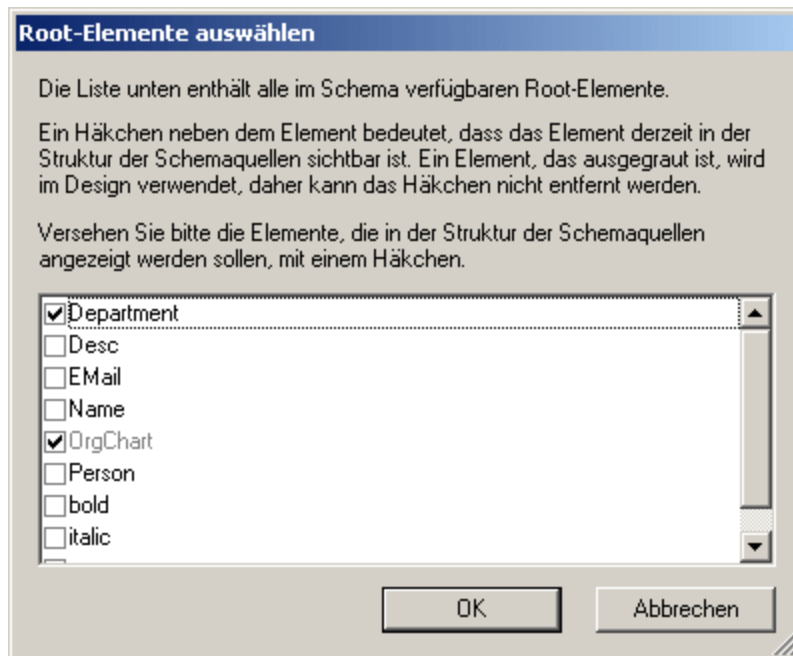 Root-Elemente auswählen
Die Liste unten enthält alle im Schema verfügbaren Root-Elemente.
Ein Häkchen neben dem Element bedeutet, dass das Element derzeit in der
Struktur der Schemaquellen sichtbar ist. Ein Element, das ausgegraut ist, wird
im Design verwendet, daher kann das Häkchen nicht entfernt werden.
Versehen Sie bitte die Elemente, die in der Struktur der Schemaquellen
angezeigt werden sollen, mit einem Häkchen.
Department
Desc
EMail
Name
OrgChart
Person
bold
italic
OK
Abbrechen